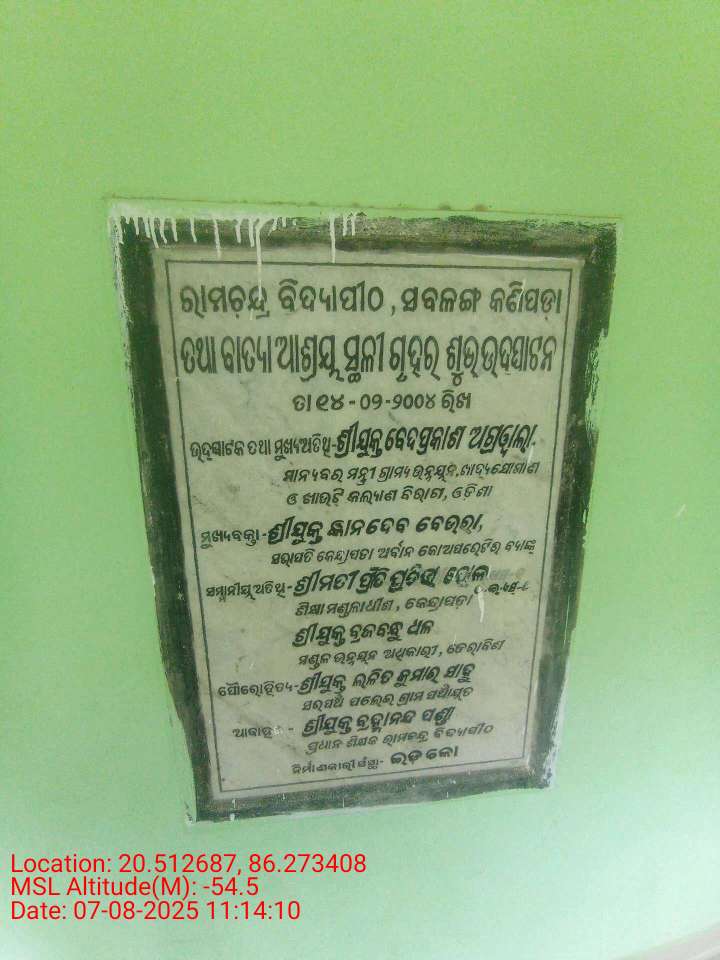 ରାମଚନ୍ଦ୍ର ବିଦ୍ୟାପୀଠ, ସବଳଙ୍ଗ କଣିପଡ଼ା
ତଥା ବାତ୍ୟା ଆଶ୍ରୟ ସ୍ଥଳୀ ଗୃହର ଶୁଭ ଉଦ୍‌ଘାଟନ
ତା ୧୪-୦୨-୨୦୦୪ ରିଖ
ଉଦ୍‌ଘାଟକ ତଥା ମୁଖ୍ୟଅତିଥି-ଶ୍ରୀଯୁକ୍ତ ବେଦପ୍ରକାଶ ଅଗ୍ରୱାଲା.
ମାନ୍ୟବର ମନ୍ତ୍ରୀ ଗ୍ରାମ୍ୟ ଉନ୍ନୟନ, ଖାଦ୍ୟଯୋଗାଣ
ଓ ଖାଉଟି କଲ୍ୟାଣ ବିଭାଗ, ଓଡ଼ିଶା
ମୁଖ୍ୟବକ୍ତା-ଶ୍ରୀଯୁକ୍ତ ଜ୍ଞାନଦେବ ବେଉରା,
ସଭାପତି କେନ୍ଦ୍ରାପଡା ଅର୍ବାନ କୋଅପରେଟିଭ ବ୍ୟାଙ୍କ
ସମ୍ମାନୀୟ ଅତିଥି-ଶ୍ରୀମତୀ ପ୍ରୀତି
ଶିକ୍ଷା ମଣ୍ଡଳାଧୀଶ, କେନ୍ଦ୍ରାପଡ଼ା
ଶ୍ରୀଯୁକ୍ତ ବ୍ରଜବନ୍ଧୁ ଧଳ
ମଣ୍ଡଳ ଉନ୍ନୟନ ଅଧିକାରୀ, ଡେରାବିଶ
ପୌରୋହିତ୍ୟ-ଶ୍ରୀଯୁକ୍ତ ଲଳିତ କୁମାର ସାହୁ
ସରପଞ୍ଚ ପଲେଇ ଗ୍ରାମ ପଞ୍ଚାୟତ
ଆବାହକ - ଶ୍ରୀଯୁକ୍ତ ବ୍ରହ୍ମାନନ୍ଦ ପଣ୍ଡା
ପ୍ରଧାନ ଶିକ୍ଷକ ରାମଚନ୍ଦ୍ର ବିଦ୍ୟାପୀଠ
ନିର୍ମାଣକାରୀ ସଂସ୍ଥା- ଇଡ଼କୋ
Location: 20.512687, 86.273408
MSL Altitude(M): -54.5
Date: 07-08-2025 11:14:10